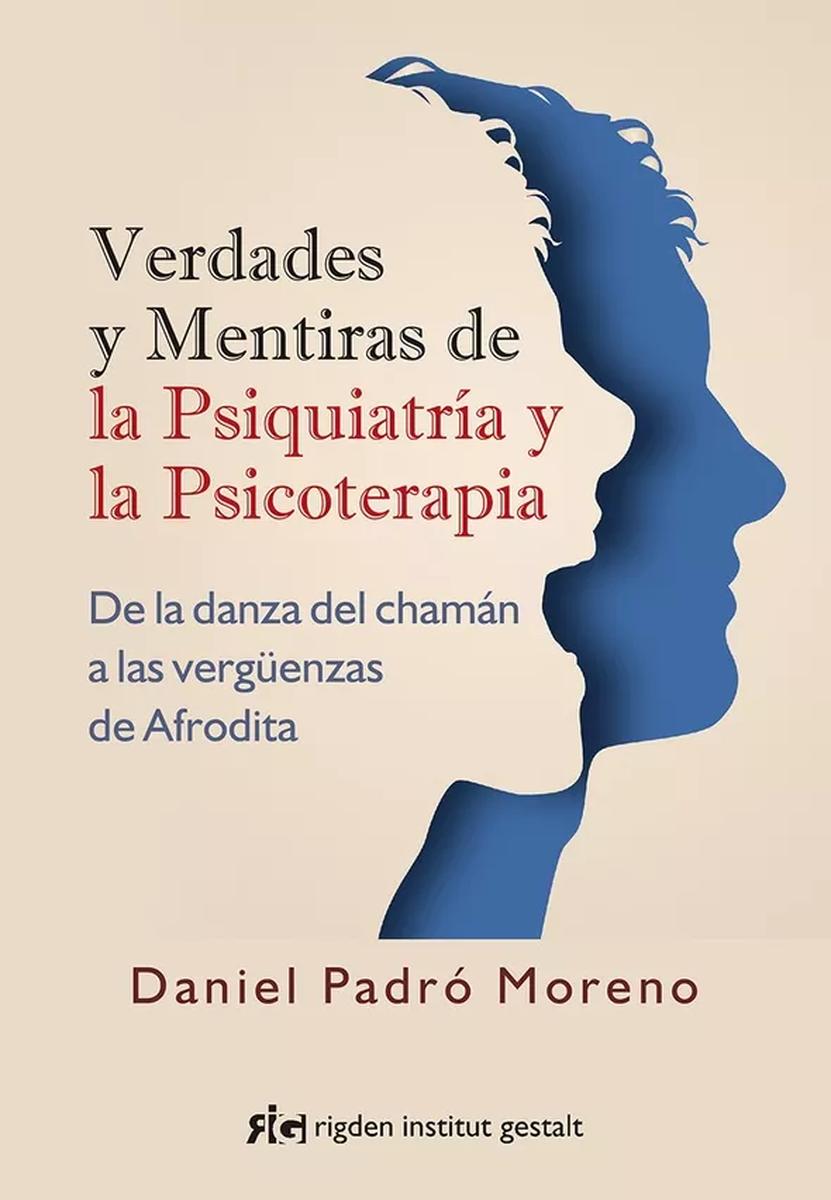 Verdades
y Mentiras de
la Psiquiatría y
la Psicoterapia
De la danza del chamán
a las vergüenzas
de Afrodita
Daniel Padró Moreno
RiG rigden institut gestalt